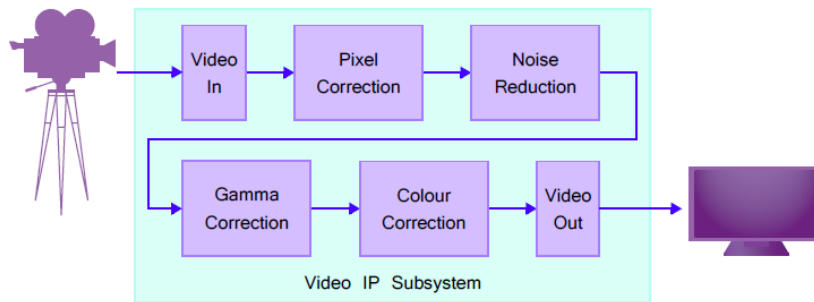 Video
In
Pixel
Correction
Noise
Reduction
Gamma
Correction
Colour
Correction
Video
Out
Video IP Subsystem